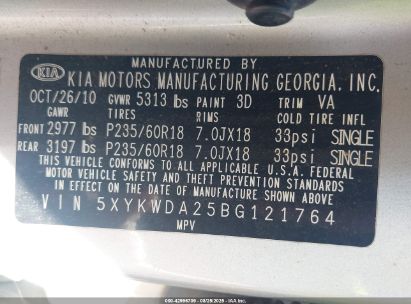 MANUFACTURED BY
KIA KIA MOTORS MANUFACTURING GEORGIA, INC.
OCT/26/10 GVWR 5313 lbs PAINT 3D TRIM VA
GAWR TIRES RIMS COLD TIRE INFL
FRONT 2977 lbs P235/60R18 7.0JX18 33psi SINGLE
REAR 3197 lbs P235/60R18 7.0JX18 33psi SINGLE
THIS VEHICLE CONFORMS TO ALL APPLICABLE U.S.A. FEDERAL
MOTOR VEHICLE SAFETY AND THEFT PREVENTION STANDARDS
IN EFFECT ON THE DATE OF MANUFACTURE SHOWN ABOVE.
VIN 5XYKWDA25BG121764
MPV